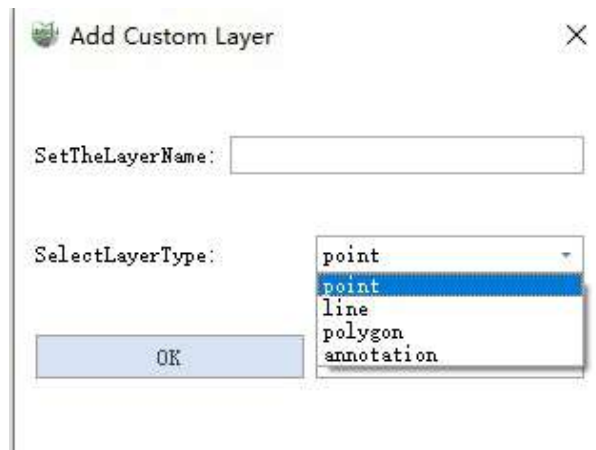 Add Custom Layer
SetTheLayerName:
SelectLayerType:
point
point
line
polygon
annotation
OK